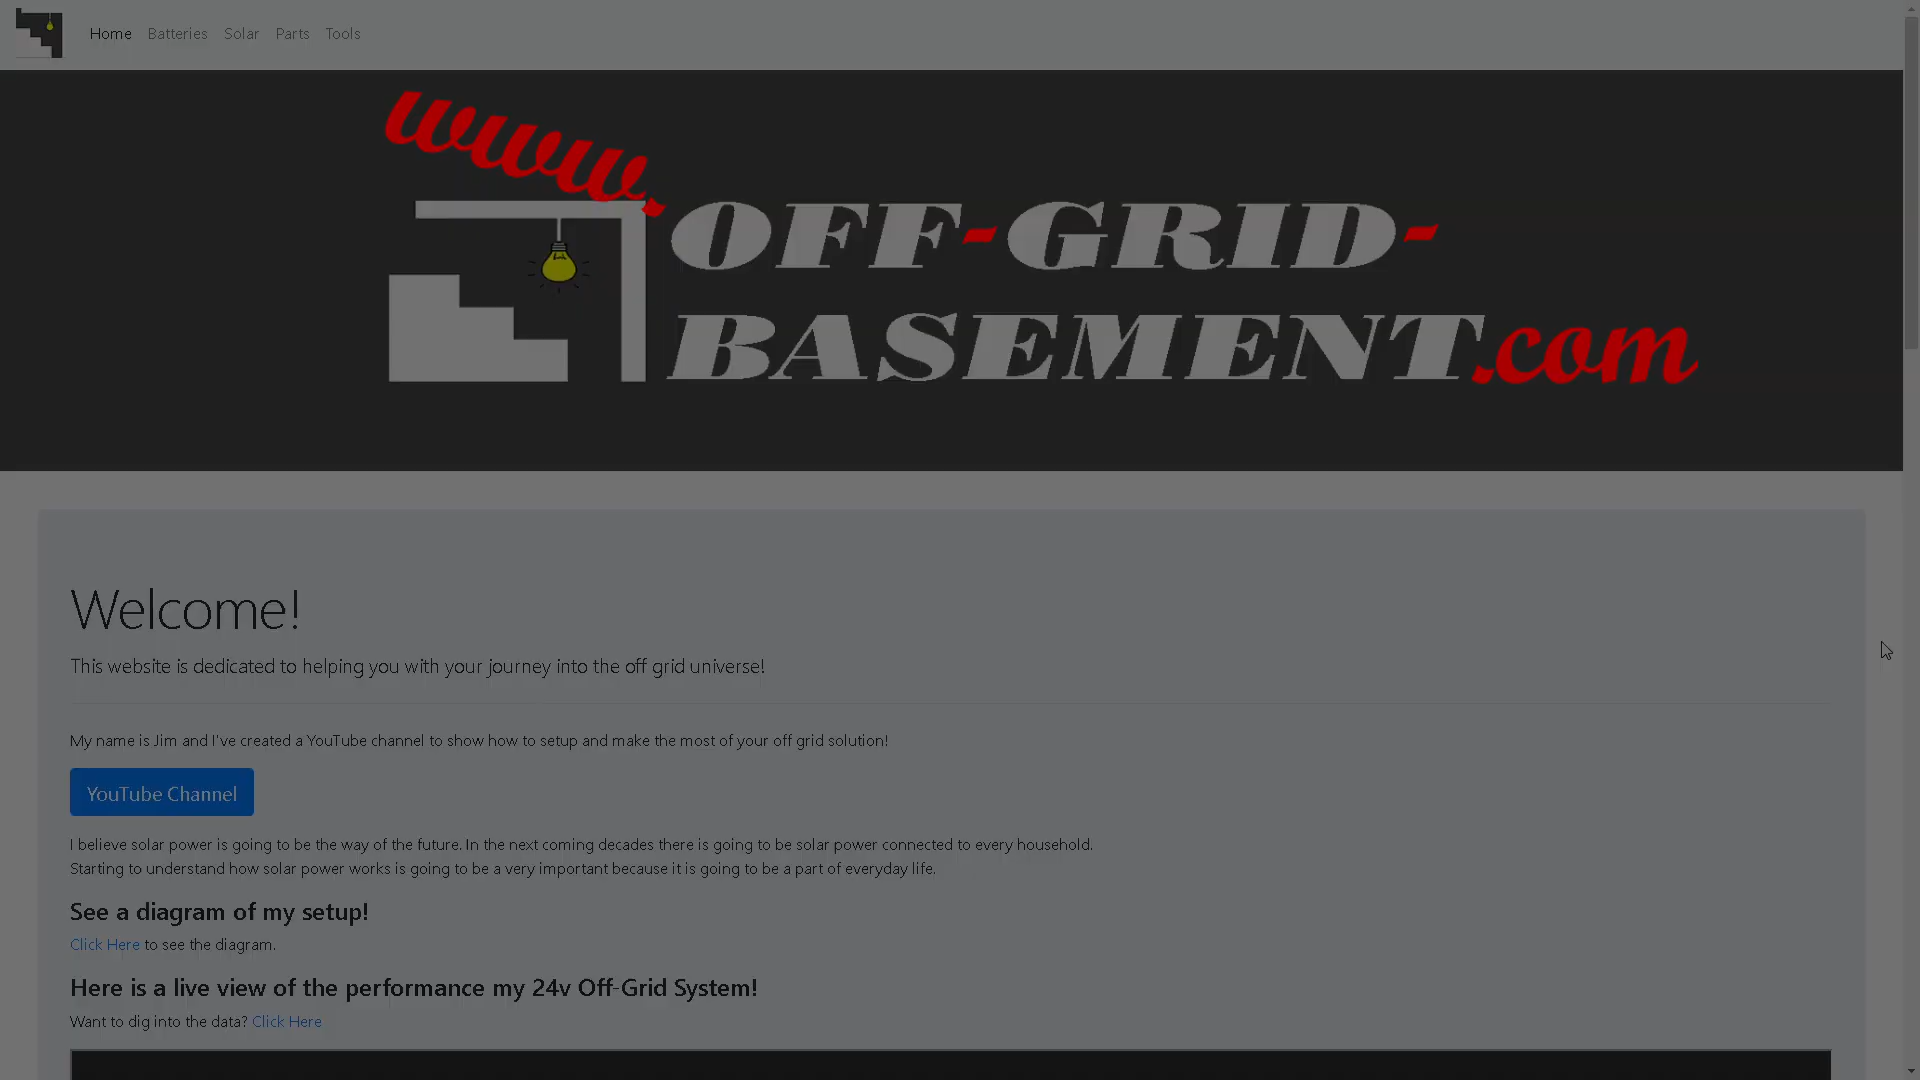 Home Batteries Solar Parts Tools
www.
OFF-GRID-
BASEMENT.com
Welcome!
This website is dedicated to helping you with your journey into the off grid universe!
My name is Jim and I've created a YouTube channel to show how to setup and make the most of your off grid solution!
YouTube Channel
I believe solar power is going to be the way of the future. In the next coming decades there is going to be solar power connected to every household.
Starting to understand how solar power works is going to be a very important because it is going to be a part of everyday life.
See a diagram of my setup!
Click Here to see the diagram.
Here is a live view of the performance my 24v Off-Grid System!
Want to dig into the data? Click Here